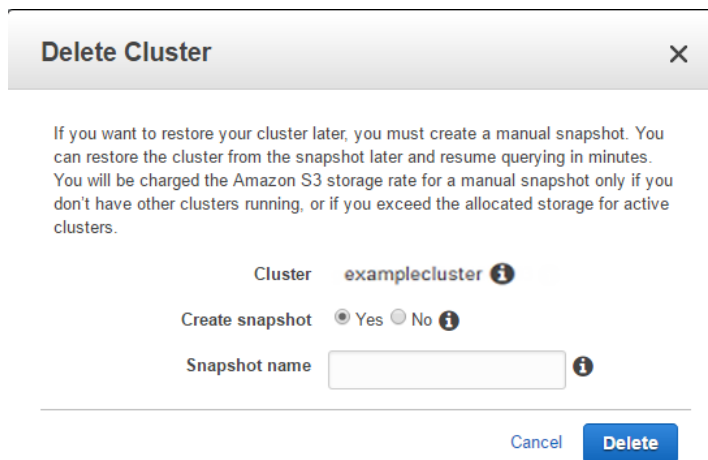 Delete Cluster
If you want to restore your cluster later, you must create a manual snapshot. You
can restore the cluster from the snapshot later and resume querying in minutes.
You will be charged the Amazon S3 storage rate for a manual snapshot only if you
don't have other clusters running, or if you exceed the allocated storage for active
clusters.
Cluster examplecluster
Create snapshot Yes No
Snapshot name
Cancel Delete